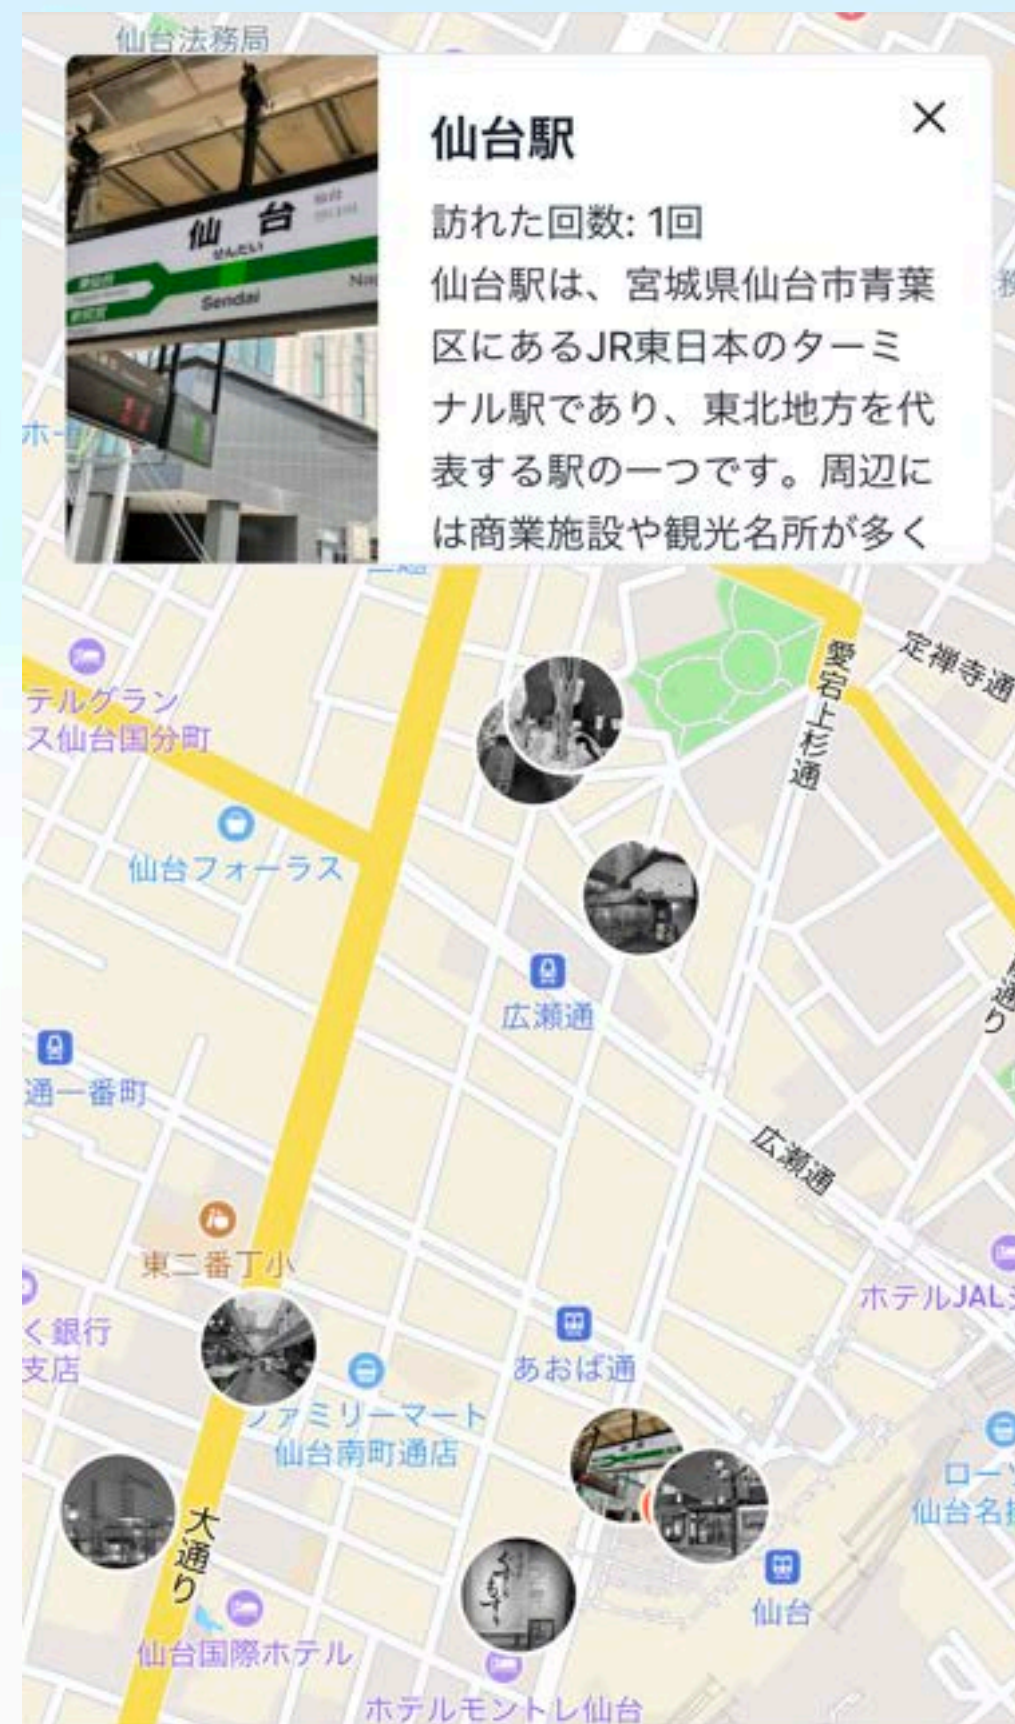 仙台法務局
仙台
せんだい
Sendai
Nag
仙台駅
訪れた回数: 1回
仙台駅は、宮城県仙台市青葉
区にあるJR東日本のターミ
ナル駅であり、東北地方を代
表する駅の一つです。周辺に
は商業施設や観光名所が多く
定禅寺通
愛宕上杉通
テルグラン
ス仙台国分町
仙台フォーラス
広瀬通
通り
通一番町
広瀬通
東二番丁小
ホテルJAL
く銀行
支店
あおば通
ファミリーマート
仙台南町通店
ロー
仙台名
大通り
仙台
仙台国際ホテル
ホテルモントレ仙台